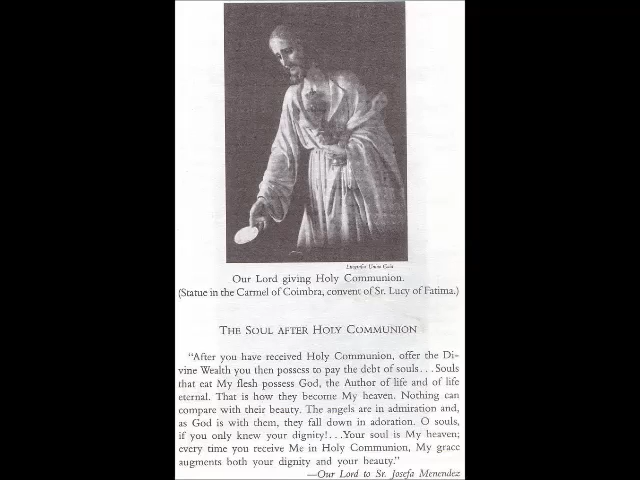 Litografia União Gaia
Our Lord giving Holy Communion.
(Statue in the Carmel of Coimbra, convent of Sr. Lucy of Fatima.)
THE SOUL AFTER HOLY COMMUNION
"After you have received Holy Communion, offer the Di-
vine Wealth you then possess to pay the debt of souls...Souls
that eat My flesh possess God, the Author of life and of life
eternal. That is how they become My heaven. Nothing can
compare with their beauty. The angels are in admiration and,
as God is with them, they fall down in adoration. O souls,
if you only knew your dignity!...Your soul is My heaven;
every time you receive Me in Holy Communion, My grace
augments both your dignity and your beauty."
—Our Lord to Sr. Josefa Menendez